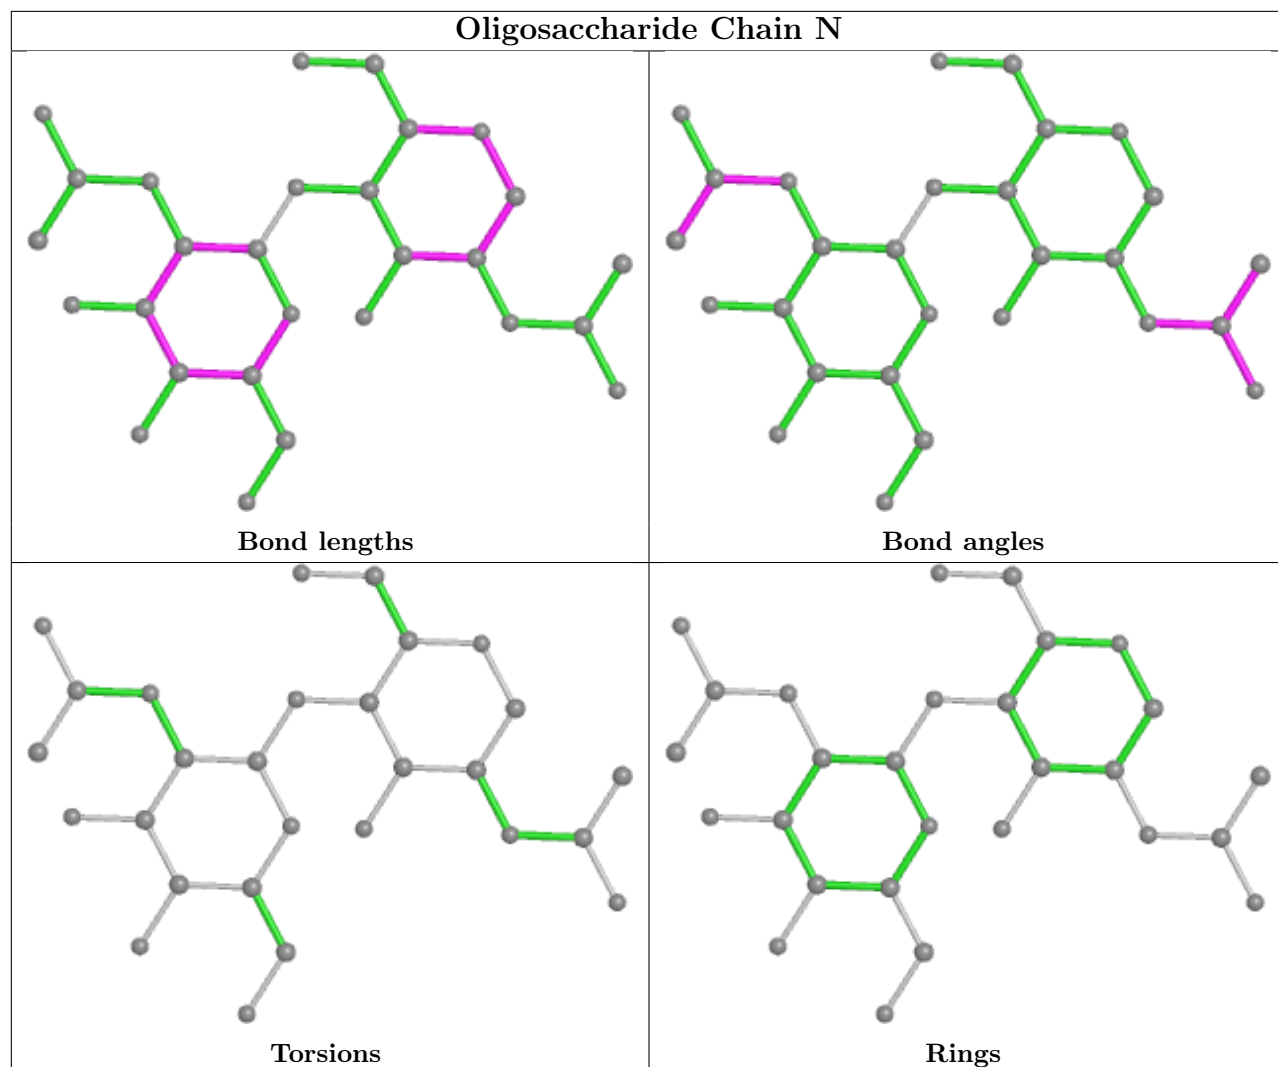 Oligosaccharide Chain N
Bond lengths
Bond angles
Torsions
Rings